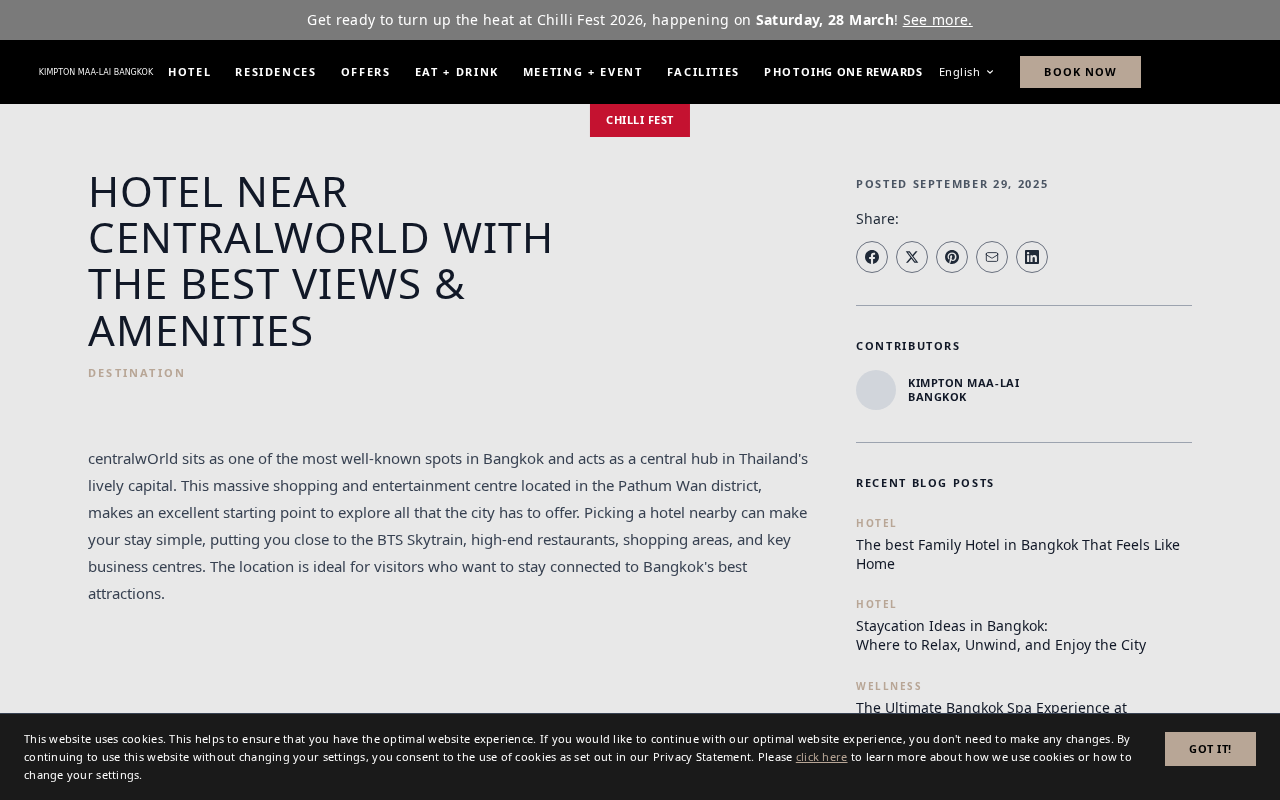 Get ready to turn up the heat at Chilli Fest 2026, happening on Saturday, 28 March! See more.
KIMPTON MAA-LAI BANGKOK HOTEL RESIDENCES OFFERS EAT + DRINK MEETING + EVENT FACILITIES PHOTO IHG ONE REWARDS English BOOK NOW
CHILLI FEST
HOTEL NEAR
CENTRALWORLD WITH
THE BEST VIEWS &
AMENITIES
DESTINATION
centralwOrld sits as one of the most well-known spots in Bangkok and acts as a central hub in Thailand's
lively capital. This massive shopping and entertainment centre located in the Pathum Wan district,
makes an excellent starting point to explore all that the city has to offer. Picking a hotel nearby can make
your stay simple, putting you close to the BTS Skytrain, high-end restaurants, shopping areas, and key
business centres. The location is ideal for visitors who want to stay connected to Bangkok's best
attractions.
POSTED SEPTEMBER 29, 2025
Share:
CONTRIBUTORS
KIMPTON MAA-LAI
BANGKOK
RECENT BLOG POSTS
HOTEL
The best Family Hotel in Bangkok That Feels Like
Home
HOTEL
Staycation Ideas in Bangkok:
Where to Relax, Unwind, and Enjoy the City
WELLNESS
The Ultimate Bangkok Spa Experience at
This website uses cookies. This helps to ensure that you have the optimal website experience. If you would like to continue with our optimal website experience, you don't need to make any changes. By
continuing to use this website without changing your settings, you consent to the use of cookies as set out in our Privacy Statement. Please click here to learn more about how we use cookies or how to
change your settings.
GOT IT!